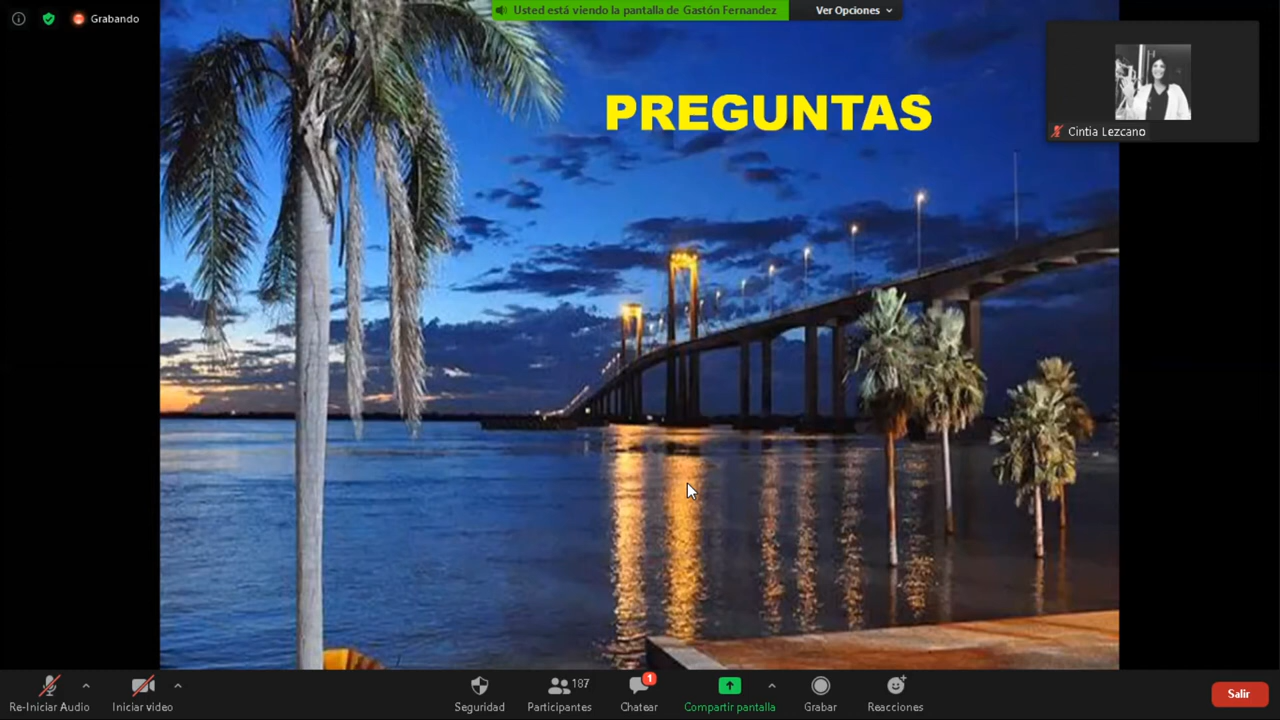 Grabando
Usted está viendo la pantalla de Gastón Fernandez
Ver Opciones
PREGUNTAS
Cintia Lezcano
Re-Iniciar Audio
Iniciar video
Seguridad
187
Participantes
1
Chatear
Compartir pantalla
Grabar
Reacciones
Salir